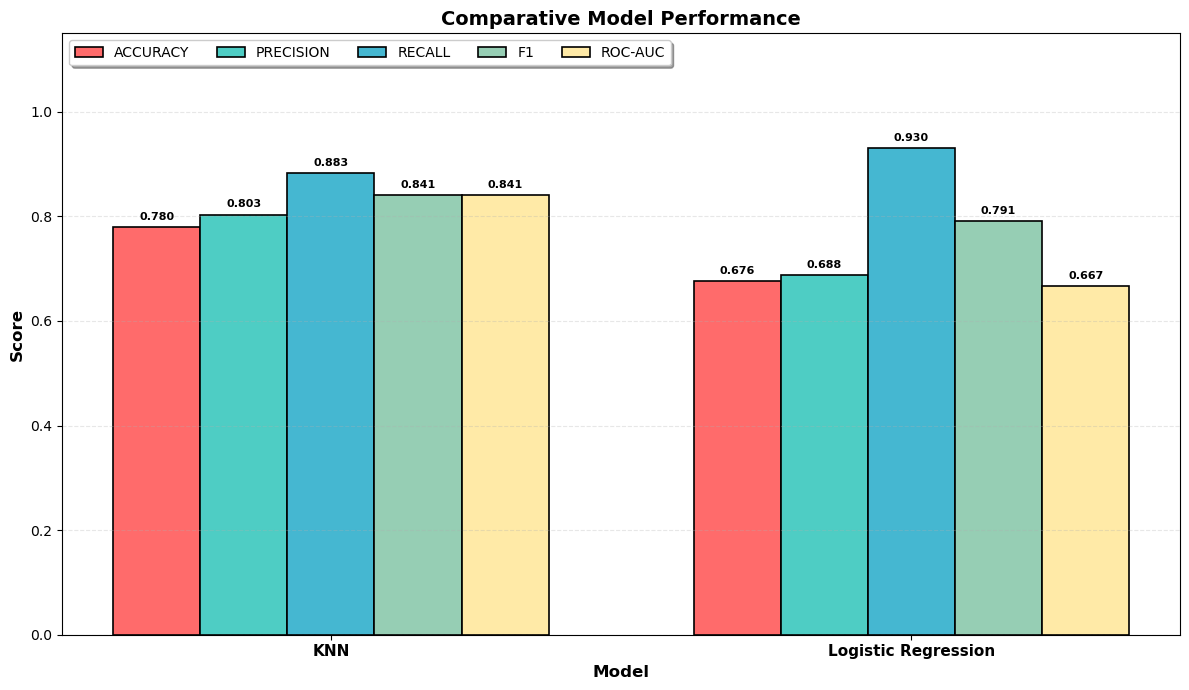 Comparative Model Performance
ACCURACY PRECISION RECALL F1 ROC-AUC
1.0
0.8
0.6
0.4
0.2
0.0
Score
0.780
0.803
0.883
0.841
0.841
0.676
0.688
0.930
0.791
0.667
KNN
Logistic Regression
Model